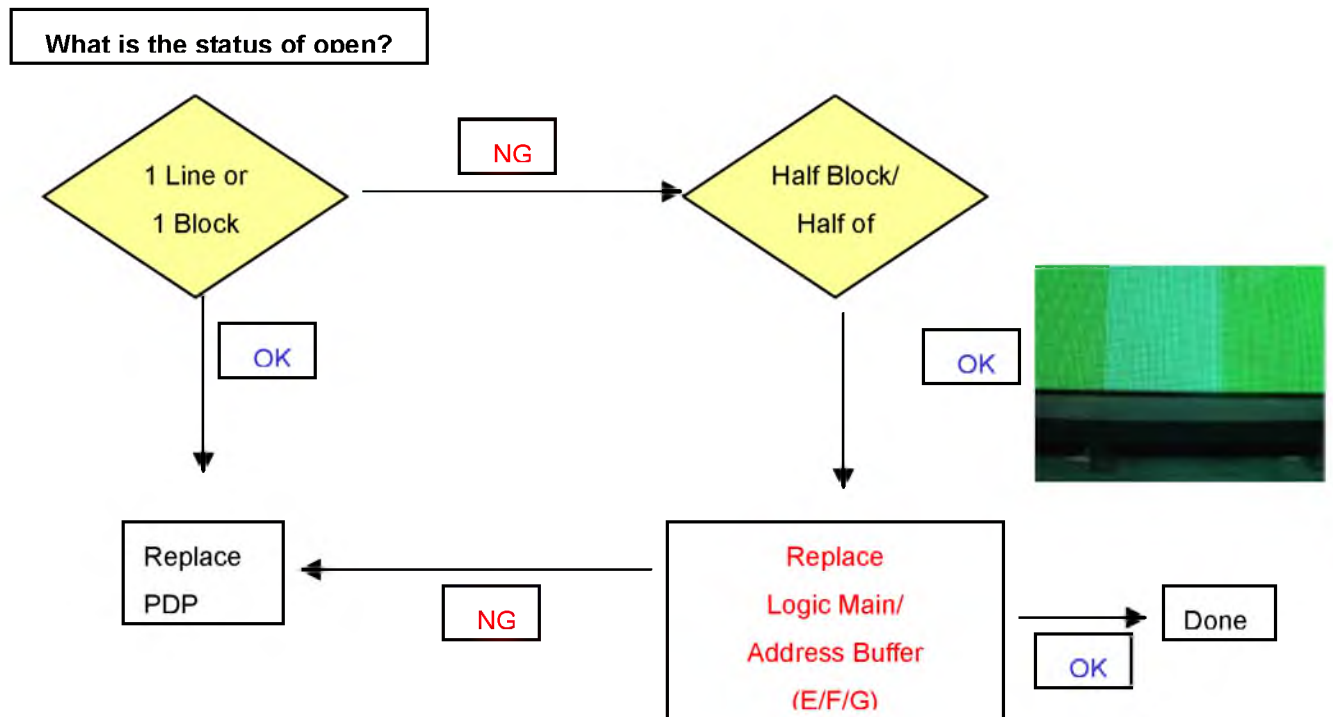 What is the status of open?
1 Line or
1 Block
NG
Half Block/
Half of
OK
OK
Replace
PDP
NG
Replace
Logic Main/
Address Buffer
(E/F/G)
OK
Done